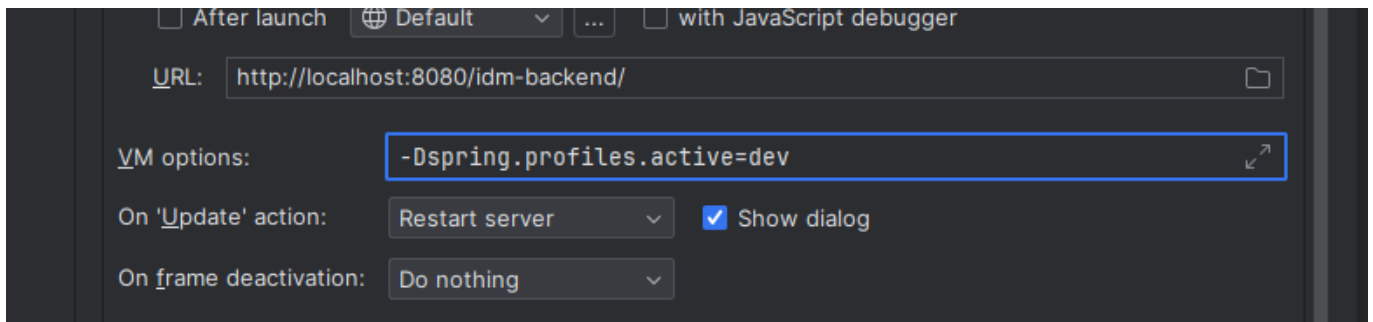 After launch Default ... with JavaScript debugger
URL: http://localhost:8080/idm-backend/
VM options: -Dspring.profiles.active=dev
On 'Update' action: Restart server Show dialog
On frame deactivation: Do nothing